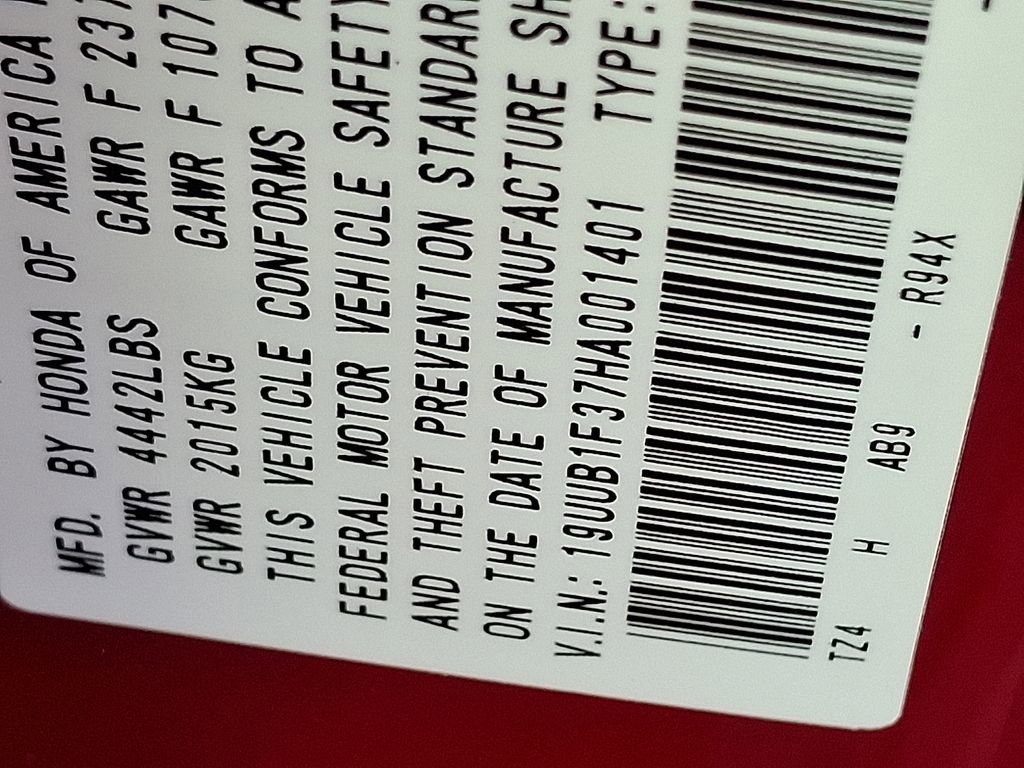 MFD. BY HONDA OF AMERICA
GVWR 4442LBS GAWR F 237
GVWR 2015KG GAWR F 107
THIS VEHICLE CONFORMS TO A
FEDERAL MOTOR VEHICLE SAFETY
AND THEFT PREVENTION STANDAR
ON THE DATE OF MANUFACTURE SH
V.I.N.: 19UUB1F37HA001401 TYPE:
TZ4 H AB9 - R94X